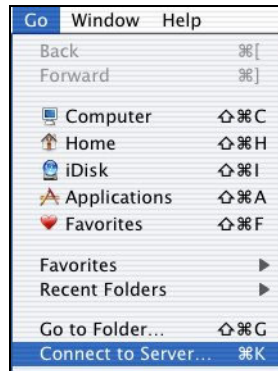 Go Window Help
Back ⌘[
Forward ⌘]
Computer ⇧⌘C
Home ⇧⌘H
iDisk ⇧⌘I
Applications ⇧⌘A
Favorites ⇧⌘F
Favorites ▶
Recent Folders ▶
Go to Folder... ⇧⌘G
Connect to Server... ⌘K